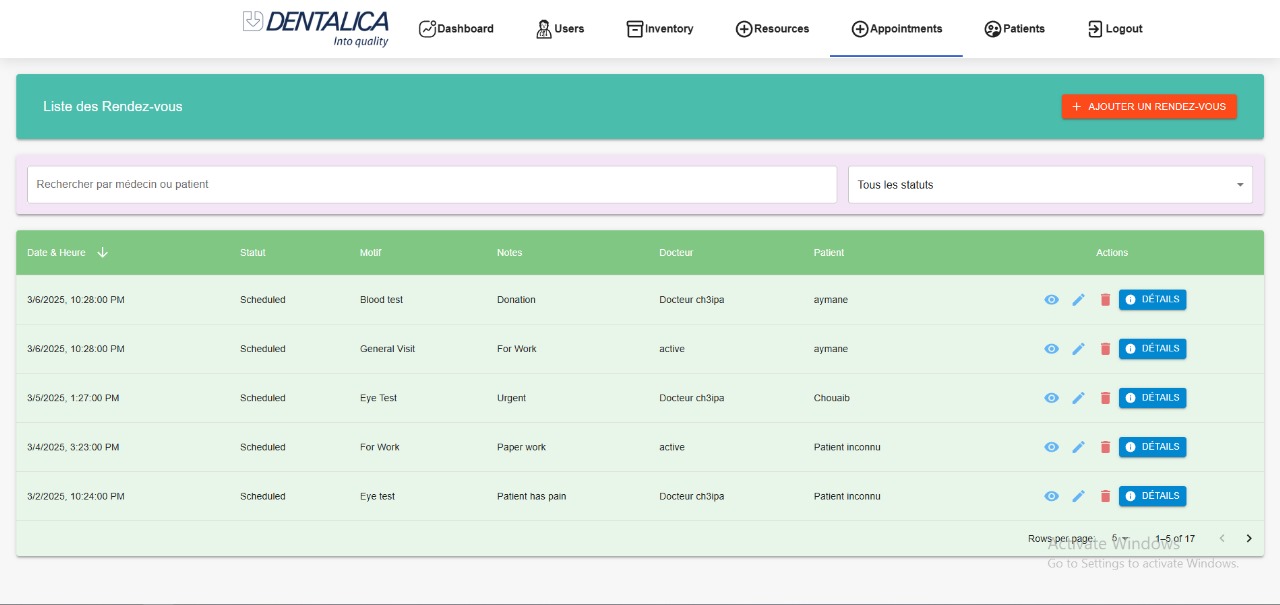 DENTALICA
Into quality
Dashboard Users Inventory Resources Appointments Patients Logout
Liste des Rendez-vous
+ AJOUTER UN RENDEZ-VOUS
Rechercher par médecin ou patient
Tous les statuts
Date & Heure Statut Motif Notes Docteur Patient Actions
3/6/2025, 10:28:00 PM Scheduled Blood test Donation Docteur ch3ipa aymane DÉTAILS
3/6/2025, 10:28:00 PM Scheduled General Visit For Work active aymane DÉTAILS
3/5/2025, 1:27:00 PM Scheduled Eye Test Urgent Docteur ch3ipa Chouaib DÉTAILS
3/4/2025, 3:23:00 PM Scheduled For Work Paper work active Patient inconnu DÉTAILS
3/2/2025, 10:24:00 PM Scheduled Eye test Patient has pain Docteur ch3ipa Patient inconnu DÉTAILS
Rows per page: 5 1–5 of 17
Activate Windows
Go to Settings to activate Windows.